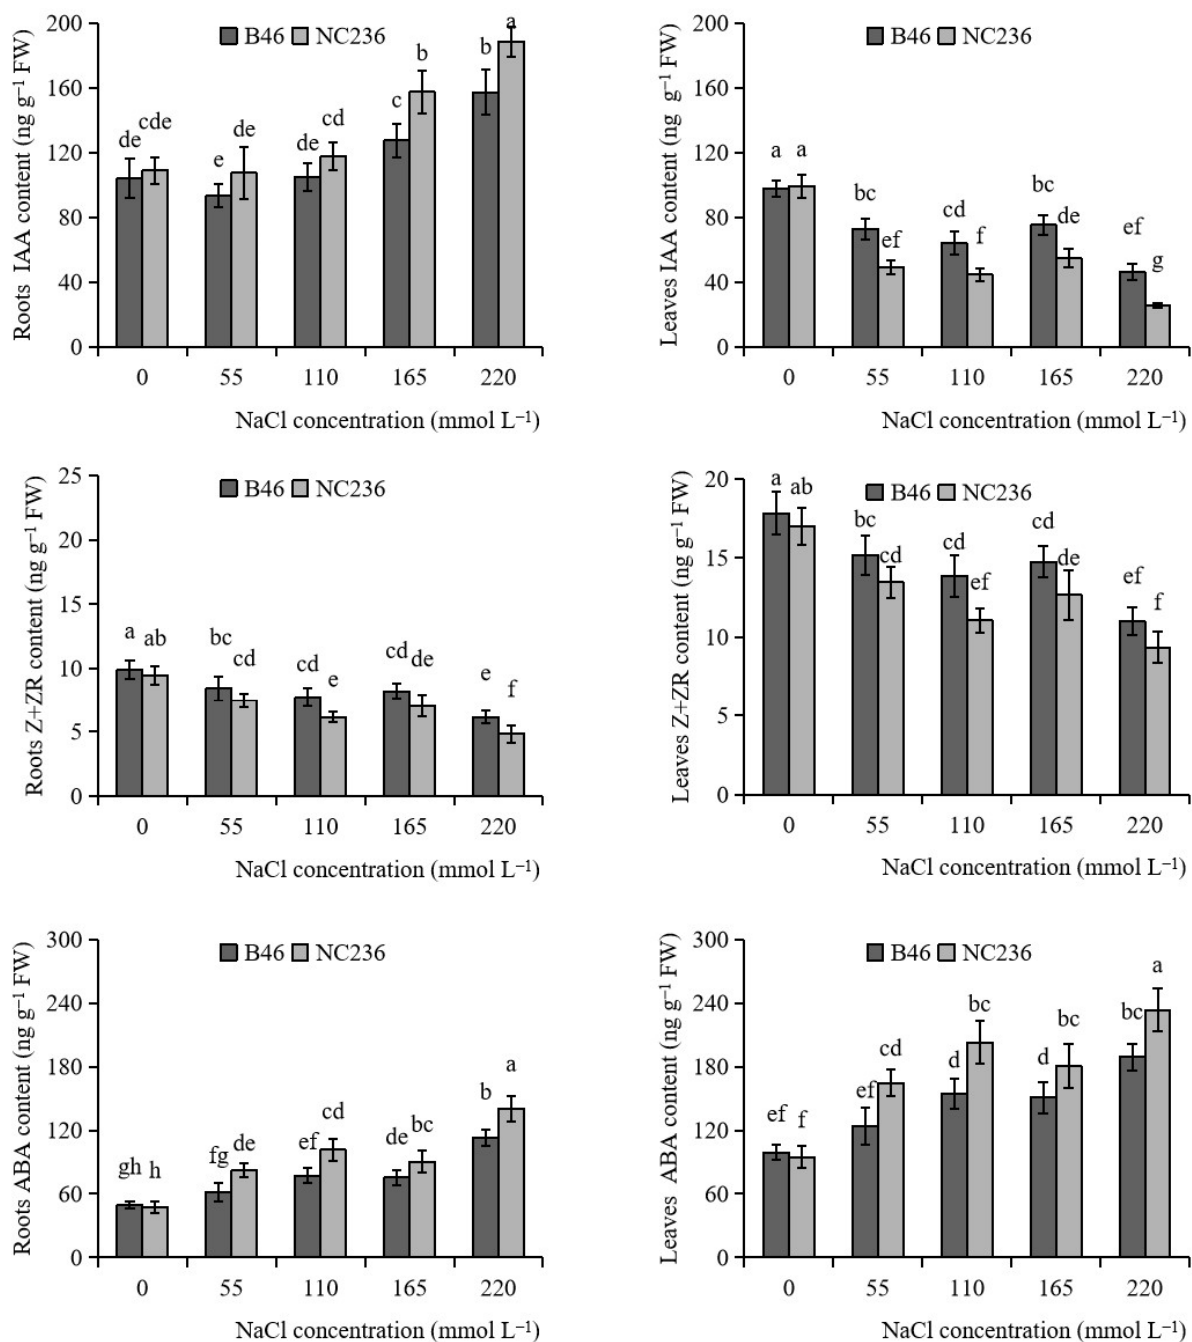 Roots IAA content (ng g⁻¹ FW)
B46 NC236
200
160
120
80
40
0
de cde e de de cd c b b a
0 55 110 165 220
NaCl concentration (mmol L⁻¹)
Leaves IAA content (ng g⁻¹ FW)
B46 NC236
200
160
120
80
40
0
a a bc ef cd f bc de ef g
0 55 110 165 220
NaCl concentration (mmol L⁻¹)
Roots Z+ZR content (ng g⁻¹ FW)
B46 NC236
25
20
15
10
5
0
a ab bc cd cd e cd de e f
0 55 110 165 220
NaCl concentration (mmol L⁻¹)
Leaves Z+ZR content (ng g⁻¹ FW)
B46 NC236
20
15
10
5
0
a ab bc cd cd ef cd de ef f
0 55 110 165 220
NaCl concentration (mmol L⁻¹)
Roots ABA content (ng g⁻¹ FW)
B46 NC236
300
240
180
120
60
0
gh h fg de ef cd de bc b a
0 55 110 165 220
NaCl concentration (mmol L⁻¹)
Leaves ABA content (ng g⁻¹ FW)
B46 NC236
300
240
180
120
60
0
ef f ef cd d bc d bc bc a
0 55 110 165 220
NaCl concentration (mmol L⁻¹)